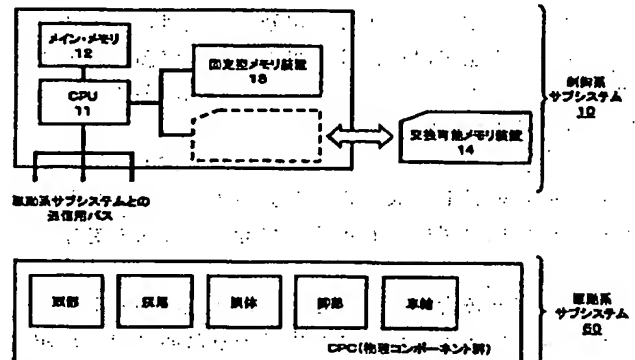 メイン・メモリ
12
CPU
11
固定型メモリ装置
13
交換可能メモリ装置
14
制御系
サブシステム
10
駆動系サブシステムとの
通信用バス
頭部
胴体
脚部
車輪
CPC(物理コンポーネント群)
駆動系
サブシステム
50